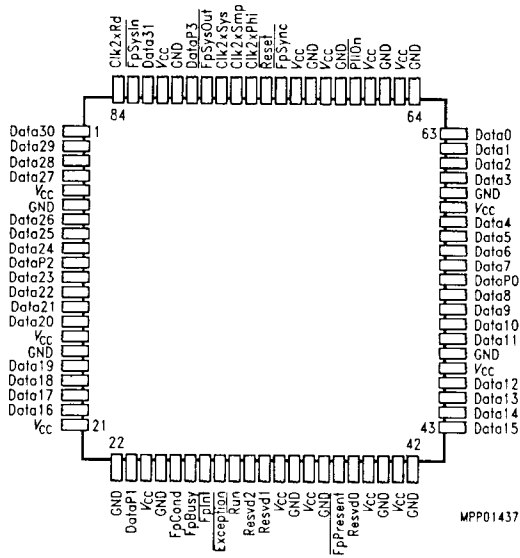 Clk2xRd
FpSysIn
Data31
VCC
GND
DataP3
FpSysOut
Clk2xSys
Clk2xSmp
Clk2xPhi
Reset
FpSync
VCC
GND
VCC
GND
PllOn
VCC
GND
VCC
GND
84
64
Data30
1
Data29
Data28
Data27
VCC
GND
Data26
Data25
Data24
DataP2
Data23
Data22
Data21
Data20
VCC
GND
Data19
Data18
Data17
Data16
VCC
21
63
Data0
Data1
Data2
Data3
GND
VCC
Data4
Data5
Data6
Data7
DataP0
Data8
Data9
Data10
Data11
GND
VCC
Data12
Data13
Data14
43
Data15
22
42
GND
DataP1
VCC
GND
FpCond
FpBusy
FpInt
Exception
Run
Resvd2
Resvd1
VCC
GND
VCC
GND
FpPresent
Resvd0
VCC
GND
VCC
GND
MPP01437